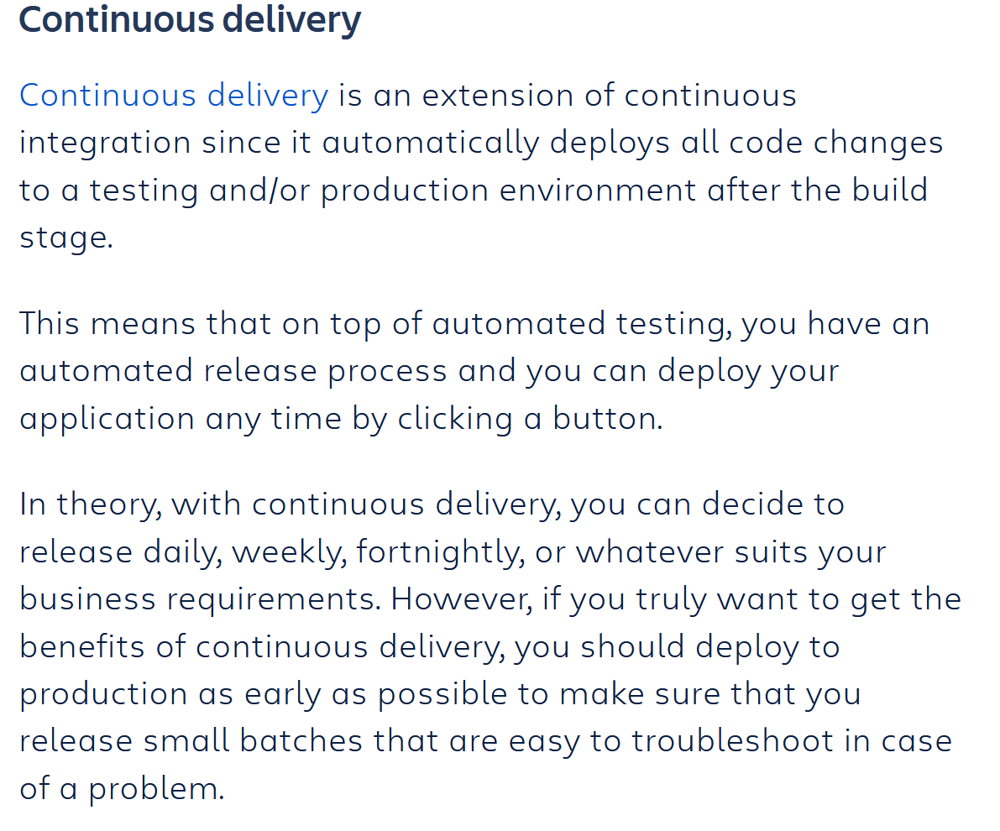 Continuous delivery
Continuous delivery is an extension of continuous
integration since it automatically deploys all code changes
to a testing and/or production environment after the build
stage.
This means that on top of automated testing, you have an
automated release process and you can deploy your
application any time by clicking a button.
In theory, with continuous delivery, you can decide to
release daily, weekly, fortnightly, or whatever suits your
business requirements. However, if you truly want to get the
benefits of continuous delivery, you should deploy to
production as early as possible to make sure that you
release small batches that are easy to troubleshoot in case
of a problem.